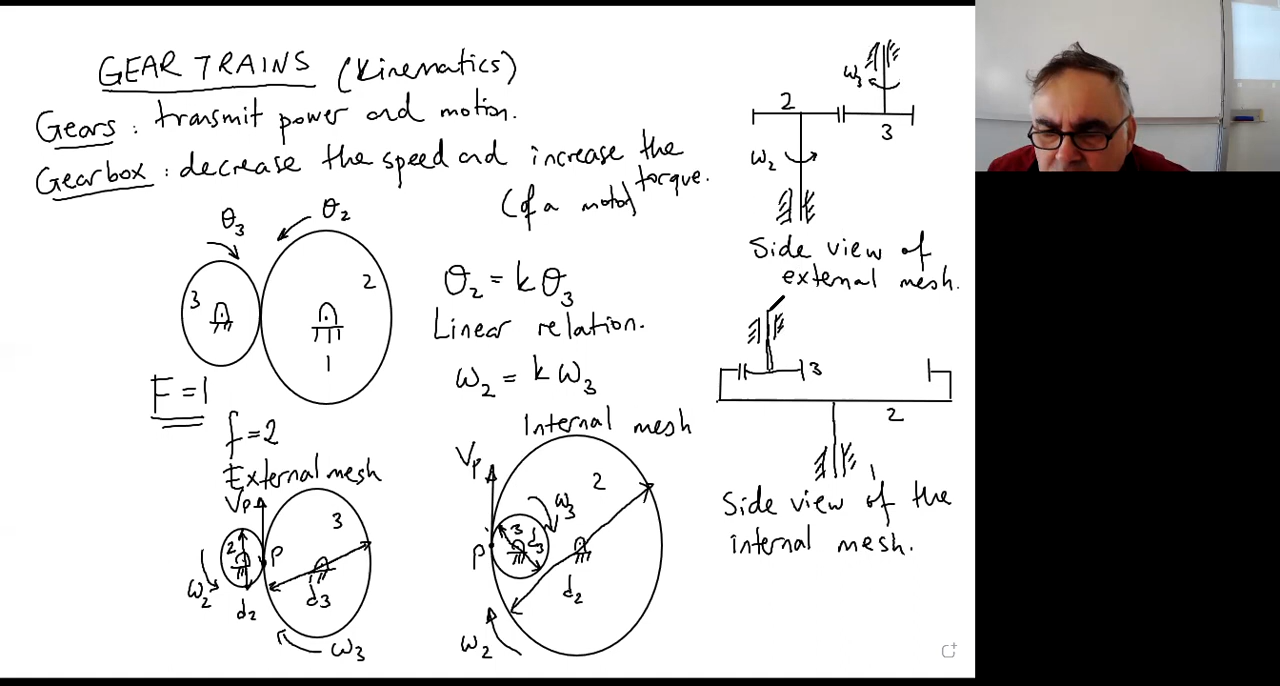 GEAR TRAINS (Kinematics)
Gears: transmit power and motion.
Gearbox: decrease the speed and increase the torque.
(of a motor)
θ3
θ2
3
2
1
θ2 = kθ3
Linear relation.
ω2 = kω3
F = 1
f = 2
External mesh
Vp
2
3
P
ω2
d2
d3
ω3
Internal mesh
Vp
2
ω3
3
d3
P
d2
ω2
2
ω3
3
ω2
Side view of
external mesh.
3
2
1
Side view of the
internal mesh.